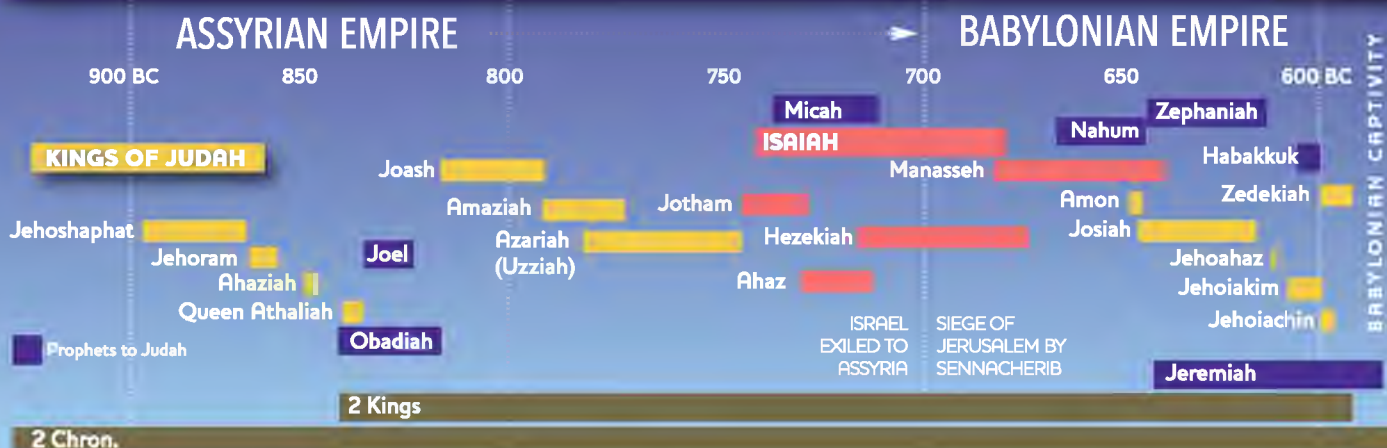 ASSYRIAN EMPIRE
BABYLONIAN EMPIRE
900 BC 850 800 750 700 650 600 BC
BABYLONIAN CAPTIVITY
Micah
Zephaniah
Nahum
ISAIAH
KINGS OF JUDAH
Habakkuk
Joash
Manasseh
Amon
Zedekiah
Amaziah
Jotham
Jehoshaphat
Josiah
Azariah
(Uzziah)
Hezekiah
Joel
Jehoram
Jehoahaz
Ahaziah
Ahaz
Jehoiakim
Queen Athaliah
Jehoiachin
ISRAEL
EXILED TO
ASSYRIA
SIEGE OF
JERUSALEM BY
SENNACHERIB
Obadiah
Prophets to Judah
Jeremiah
2 Kings
2 Chron.